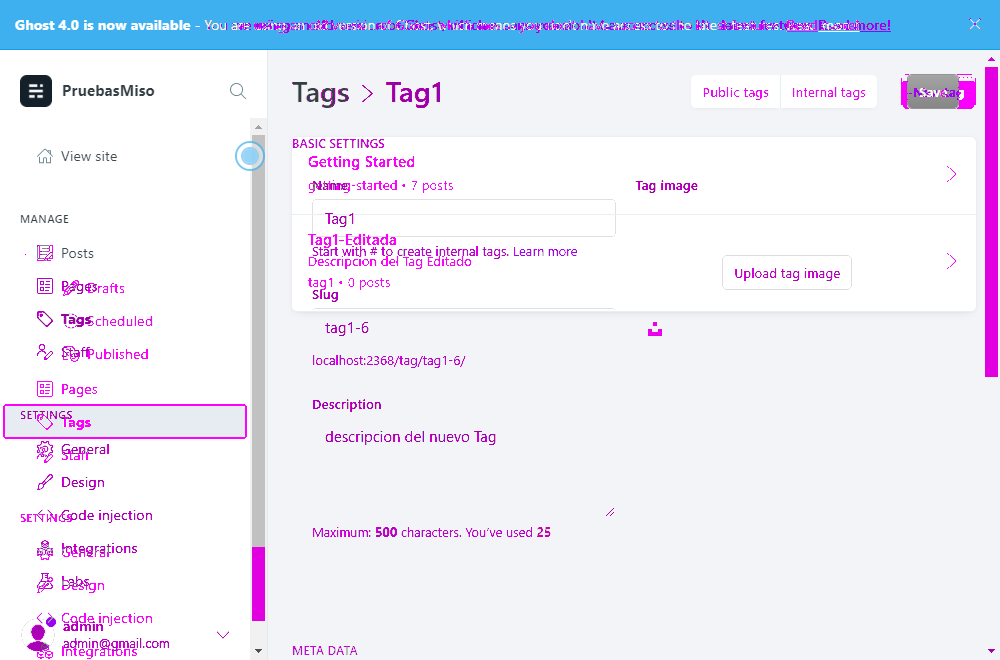 Ghost 4.0 is now available - You are
more!
PruebasMiso
View site
MANAGE
Posts
Pages
Drafts
Tags
Scheduled
Staff
Published
Pages
SETTINGS
Tags
General
Staff
Design
SETTINGS
Code injection
Integrations
General
Labs
Design
Code injection
admin
admin@gmail.com
Integrations
Tags > Tag1
Public tags
Internal tags
Save
BASIC SETTINGS
Getting Started
getting-started • 7 posts
Name
Tag image
Tag1
Tag1-Editada
Start with # to create internal tags. Learn more
Descripcion del Tag Editado
Upload tag image
tag1 • 0 posts
Slug
tag1-6
localhost:2368/tag/tag1-6/
Description
descripcion del nuevo Tag
Maximum: 500 characters. You've used 25
META DATA